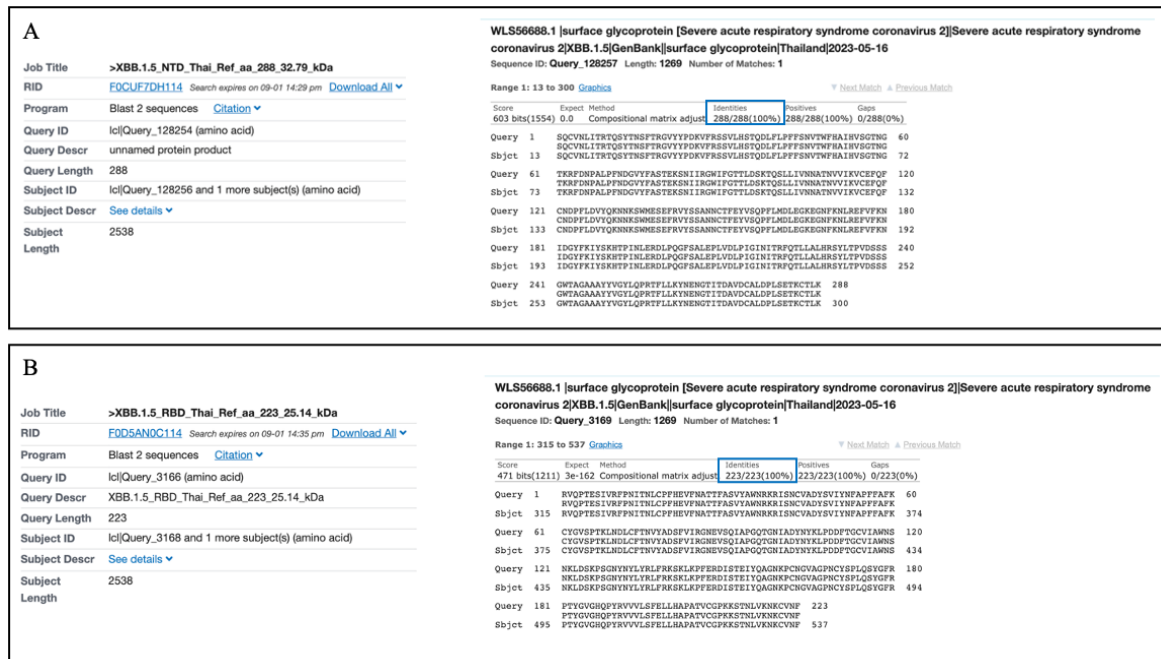 A
Job Title >XBB.1.5_NTD_Thai_Ref_aa_288_32.79_kDa
RID F0CUF7DH114 Search expires on 09-01 14:29 pm Download All
Program Blast 2 sequences Citation
Query ID lcl|Query_128254 (amino acid)
Query Descr unnamed protein product
Query Length 288
Subject ID lcl|Query_128256 and 1 more subject(s) (amino acid)
Subject Descr See details
Subject Length 2538
WLS56688.1 |surface glycoprotein [Severe acute respiratory syndrome coronavirus 2]|Severe acute respiratory syndrome
coronavirus 2|XBB.1.5|GenBank||surface glycoprotein|Thailand|2023-05-16
Sequence ID: Query_128257 Length: 1269 Number of Matches: 1
Range 1: 13 to 300 Graphics Next Match Previous Match
Score Expect Method Identities Positives Gaps
603 bits(1554) 0.0 Compositional matrix adjust. 288/288(100%) 288/288(100%) 0/288(0%)
Query 1 SQCVNLITRTQSYTNSFTRGVYYPDKVFRSSVLHSTQDLFLPFFSNVTWFHAIHVSGTNG 60
SQCVNLITRTQSYTNSFTRGVYYPDKVFRSSVLHSTQDLFLPFFSNVTWFHAIHVSGTNG
Sbjct 13 SQCVNLITRTQSYTNSFTRGVYYPDKVFRSSVLHSTQDLFLPFFSNVTWFHAIHVSGTNG 72
Query 61 TKRFDNPALPFNDGVYFASTEKSNIIRGWIFGTTLDSKTQSLLIVNNATNVVIKVCEFQF 120
TKRFDNPALPFNDGVYFASTEKSNIIRGWIFGTTLDSKTQSLLIVNNATNVVIKVCEFQF
Sbjct 73 TKRFDNPALPFNDGVYFASTEKSNIIRGWIFGTTLDSKTQSLLIVNNATNVVIKVCEFQF 132
Query 121 CNDPFLDVYQKNNKSWMESEFRVYSSANNCTFEYVSQPFLMDLEGKEGNFKNLREFVFKN 180
CNDPFLDVYQKNNKSWMESEFRVYSSANNCTFEYVSQPFLMDLEGKEGNFKNLREFVFKN
Sbjct 133 CNDPFLDVYQKNNKSWMESEFRVYSSANNCTFEYVSQPFLMDLEGKEGNFKNLREFVFKN 192
Query 181 IDGYFKIYSKHTPINLERDLPQGFSALEPLVDLPIGINITRFQTLLALHRSYLTPVDSSS 240
IDGYFKIYSKHTPINLERDLPQGFSALEPLVDLPIGINITRFQTLLALHRSYLTPVDSSS
Sbjct 193 IDGYFKIYSKHTPINLERDLPQGFSALEPLVDLPIGINITRFQTLLALHRSYLTPVDSSS 252
Query 241 GWTAGAAAYYVGYLQPRTFLLKYNENGTITDAVDCALDPLSETKCTLK 288
GWTAGAAAYYVGYLQPRTFLLKYNENGTITDAVDCALDPLSETKCTLK
Sbjct 253 GWTAGAAAYYVGYLQPRTFLLKYNENGTITDAVDCALDPLSETKCTLK 300
B
Job Title >XBB.1.5_RBD_Thai_Ref_aa_223_25.14_kDa
RID F0D5AN0C114 Search expires on 09-01 14:35 pm Download All
Program Blast 2 sequences Citation
Query ID lcl|Query_3166 (amino acid)
Query Descr XBB.1.5_RBD_Thai_Ref_aa_223_25.14_kDa
Query Length 223
Subject ID lcl|Query_3168 and 1 more subject(s) (amino acid)
Subject Descr See details
Subject Length 2538
WLS56688.1 |surface glycoprotein [Severe acute respiratory syndrome coronavirus 2]|Severe acute respiratory syndrome
coronavirus 2|XBB.1.5|GenBank||surface glycoprotein|Thailand|2023-05-16
Sequence ID: Query_3169 Length: 1269 Number of Matches: 1
Range 1: 315 to 537 Graphics Next Match Previous Match
Score Expect Method Identities Positives Gaps
471 bits(1211) 3e-162 Compositional matrix adjust. 223/223(100%) 223/223(100%) 0/223(0%)
Query 1 RVQPTESIVRFPNITNLCPFHEVFNATTFASVYAWNRKRISNCVADYSVIYNFAPFFAFK 60
RVQPTESIVRFPNITNLCPFHEVFNATTFASVYAWNRKRISNCVADYSVIYNFAPFFAFK
Sbjct 315 RVQPTESIVRFPNITNLCPFHEVFNATTFASVYAWNRKRISNCVADYSVIYNFAPFFAFK 374
Query 61 CYGVSPTKLNDLCFTNVYADSFVIRGNEVSQIAPGQTGNIADYNYKLPDDFTGCVIAWNS 120
CYGVSPTKLNDLCFTNVYADSFVIRGNEVSQIAPGQTGNIADYNYKLPDDFTGCVIAWNS
Sbjct 375 CYGVSPTKLNDLCFTNVYADSFVIRGNEVSQIAPGQTGNIADYNYKLPDDFTGCVIAWNS 434
Query 121 NKLDSKPSGNYNYLYRLFRKSKLKPFERDISTEIYQAGNKPCNGVAGPNCYSPLQSYGFR 180
NKLDSKPSGNYNYLYRLFRKSKLKPFERDISTEIYQAGNKPCNGVAGPNCYSPLQSYGFR
Sbjct 435 NKLDSKPSGNYNYLYRLFRKSKLKPFERDISTEIYQAGNKPCNGVAGPNCYSPLQSYGFR 494
Query 181 PTYGVGHQPYRVVVLSFELLHAPATVCGPKKSTNLVKNKCVNF 223
PTYGVGHQPYRVVVLSFELLHAPATVCGPKKSTNLVKNKCVNF
Sbjct 495 PTYGVGHQPYRVVVLSFELLHAPATVCGPKKSTNLVKNKCVNF 537